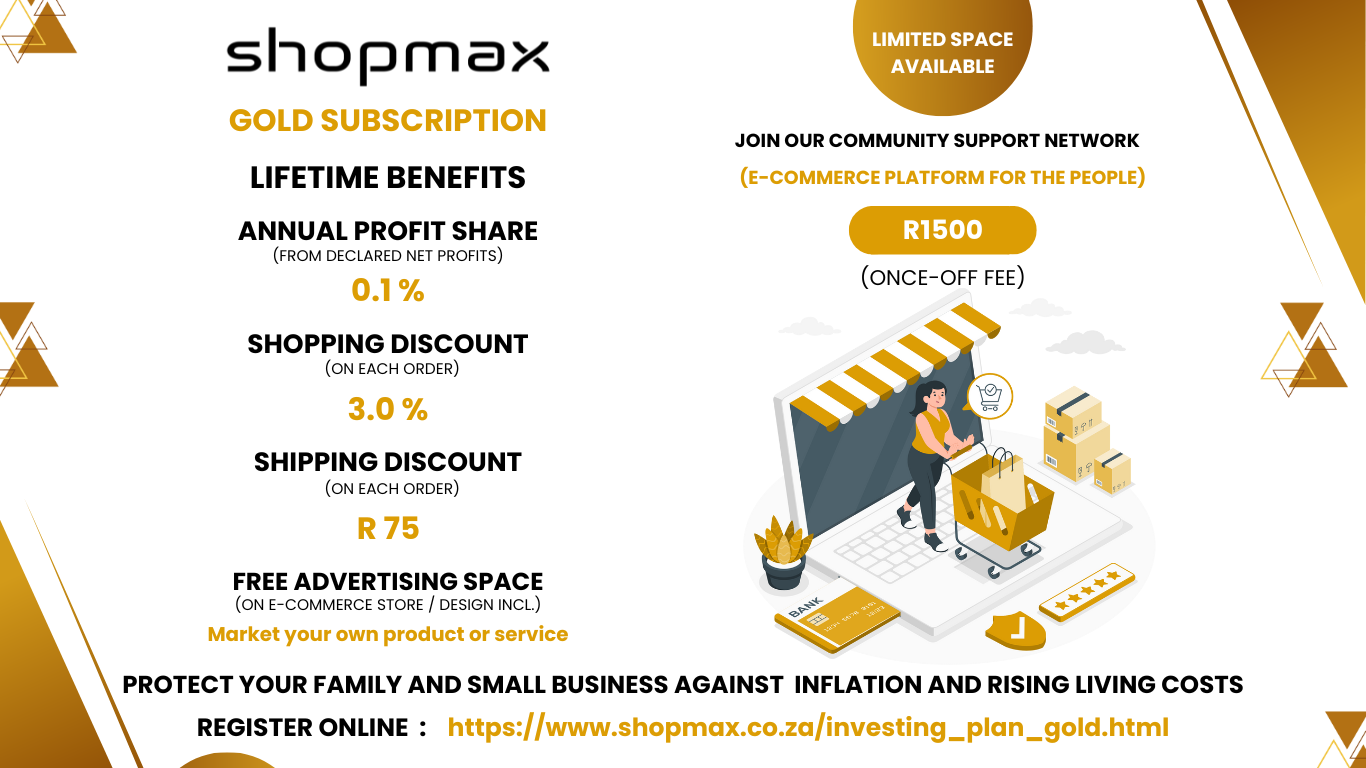 shopmax
GOLD SUBSCRIPTION
LIFETIME BENEFITS
ANNUAL PROFIT SHARE
(FROM DECLARED NET PROFITS)
0.1 %
SHOPPING DISCOUNT
(ON EACH ORDER)
3.0 %
SHIPPING DISCOUNT
(ON EACH ORDER)
R 75
FREE ADVERTISING SPACE
(ON E-COMMERCE STORE / DESIGN INCL.)
Market your own product or service
LIMITED SPACE
AVAILABLE
JOIN OUR COMMUNITY SUPPORT NETWORK
(E-COMMERCE PLATFORM FOR THE PEOPLE)
R1500
(ONCE-OFF FEE)
BANK
PROTECT YOUR FAMILY AND SMALL BUSINESS AGAINST INFLATION AND RISING LIVING COSTS
REGISTER ONLINE : https://www.shopmax.co.za/investing_plan_gold.html